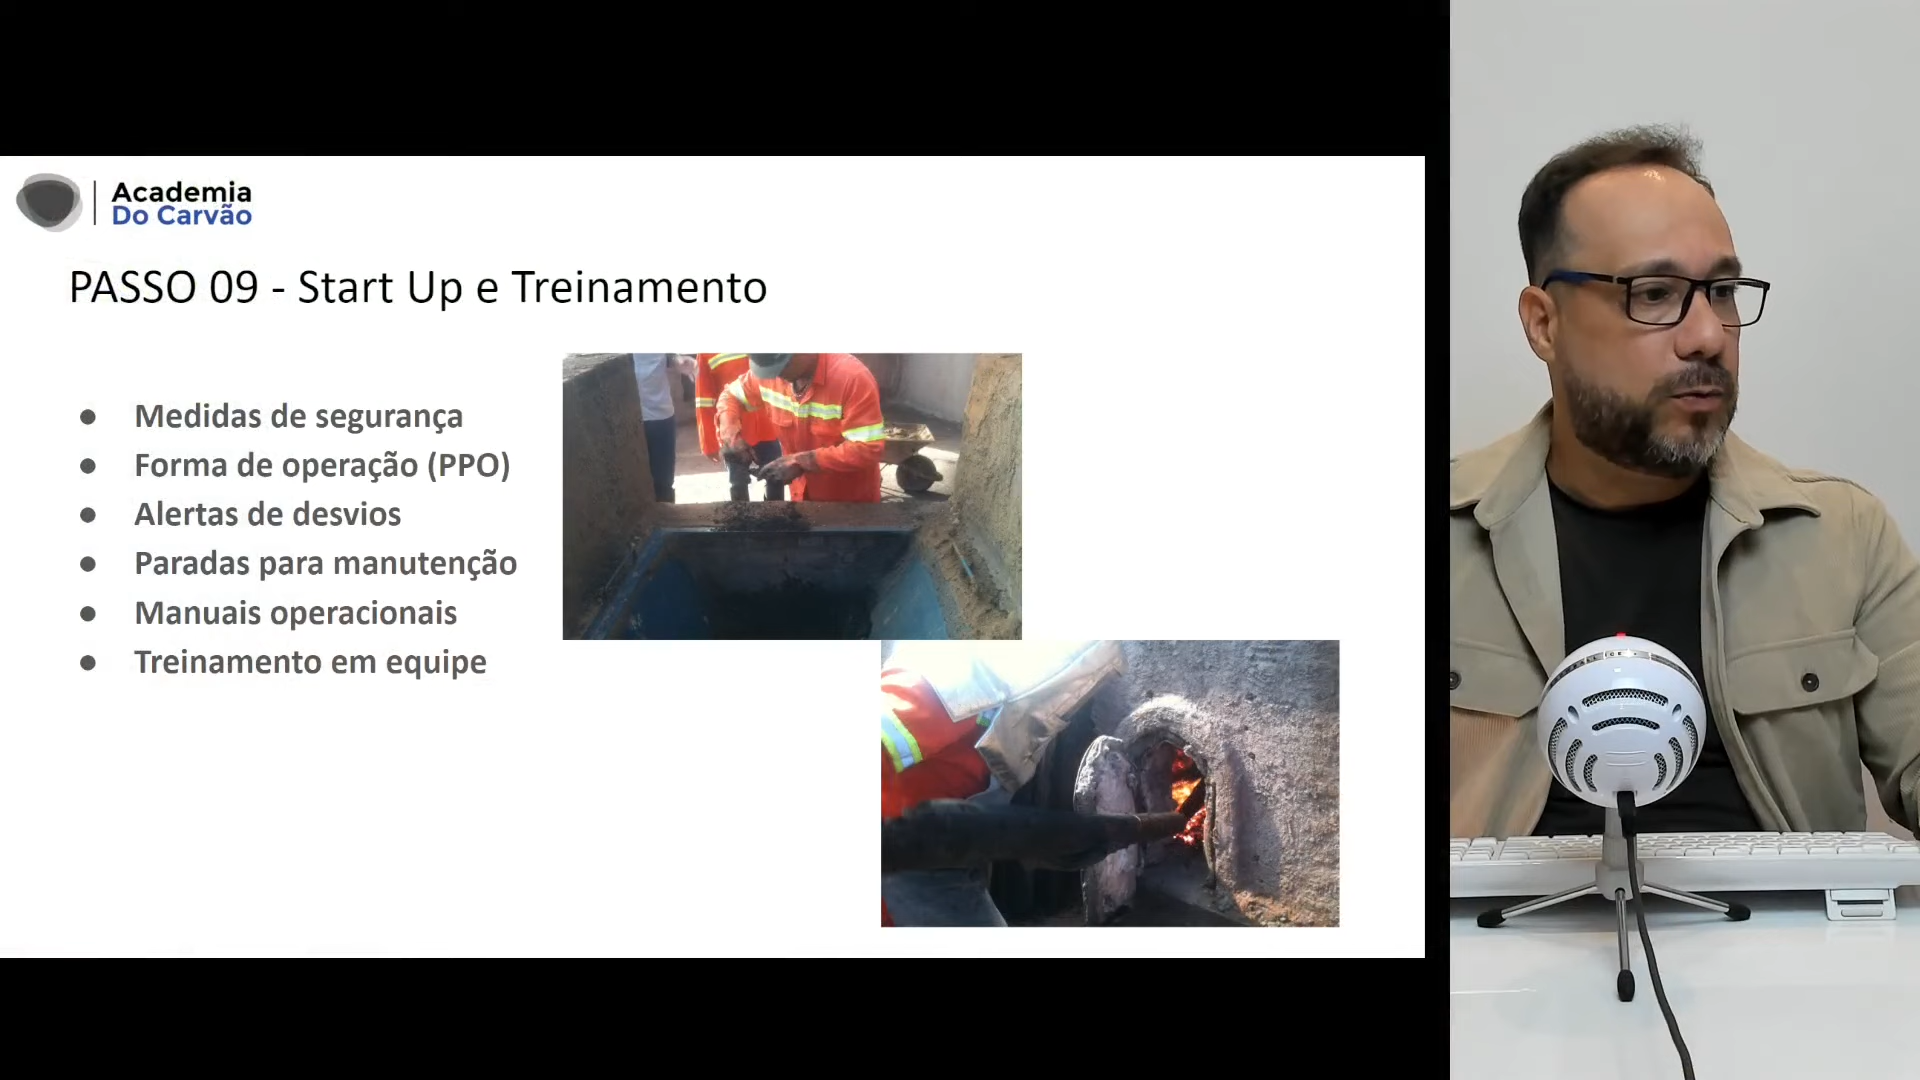 Academia
Do Carvão
PASSO 09 - Start Up e Treinamento
● Medidas de segurança
● Forma de operação (PPO)
● Alertas de desvios
● Paradas para manutenção
● Manuais operacionais
● Treinamento em equipe